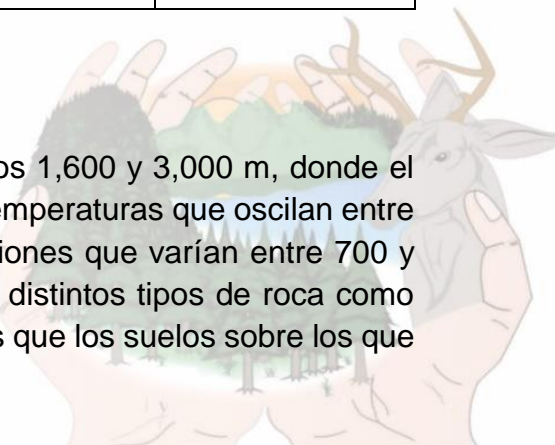 os 1,600 y 3,000 m, donde el
emperaturas que oscilan entre
iones que varían entre 700 y
distintos tipos de roca como
s que los suelos sobre los que